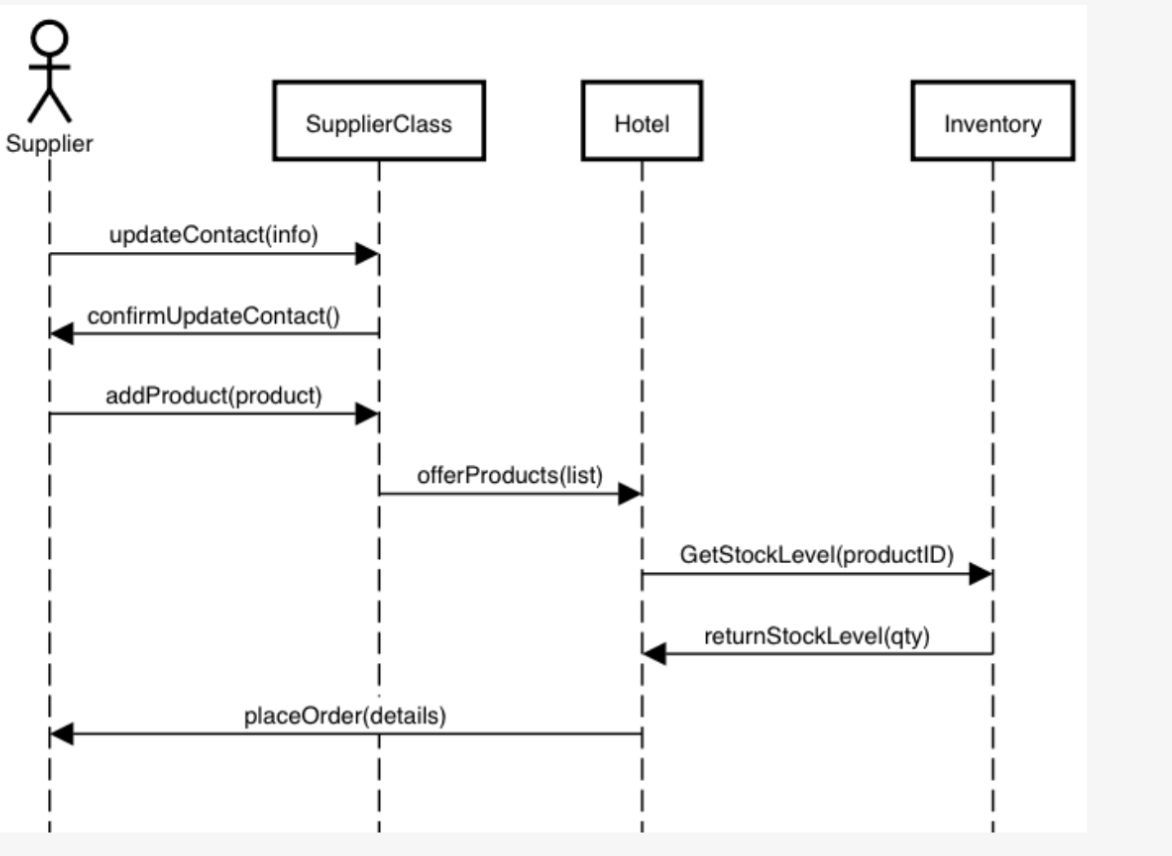 Supplier
SupplierClass
Hotel
Inventory
updateContact(info)
confirmUpdateContact()
addProduct(product)
offerProducts(list)
GetStockLevel(productID)
returnStockLevel(qty)
placeOrder(details)